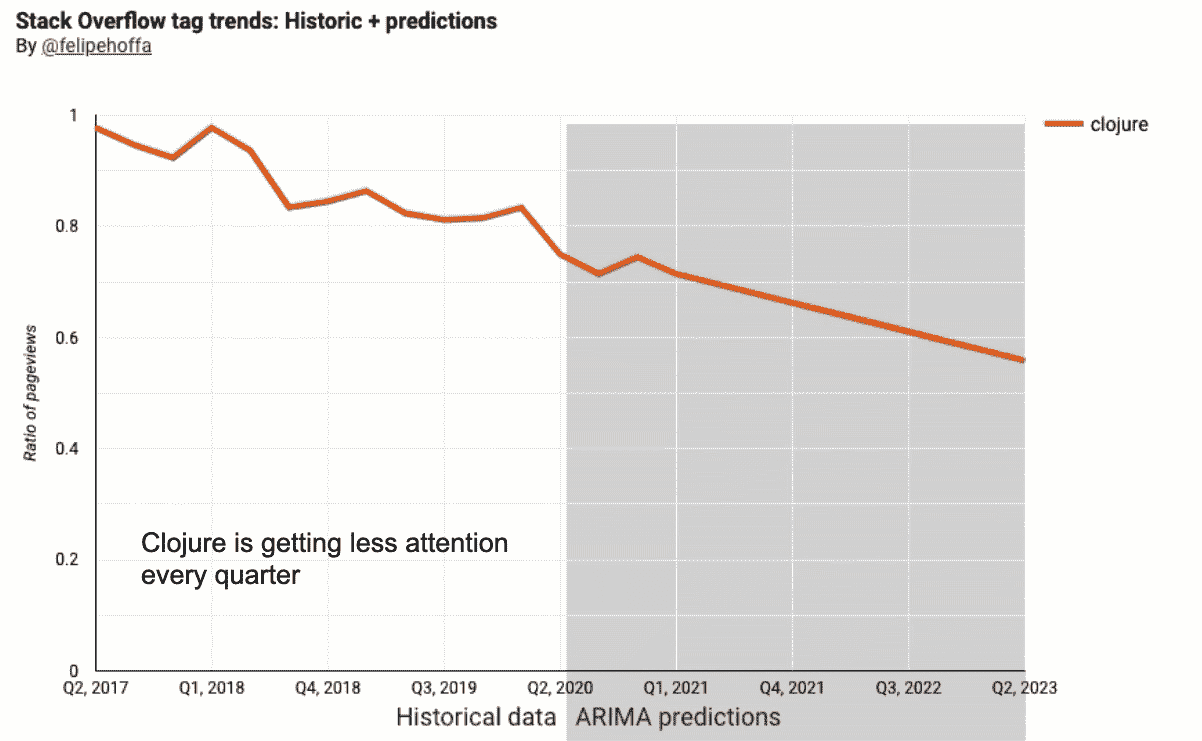 Stack Overflow tag trends: Historic + predictions
By @felipehoffa
clojure
Ratio of pageviews
1
0.8
0.6
0.4
0.2
0
Clojure is getting less attention
every quarter
Q2, 2017 Q1, 2018 Q4, 2018 Q3, 2019 Q2, 2020 Q1, 2021 Q4, 2021 Q3, 2022 Q2, 2023
Historical data ARIMA predictions